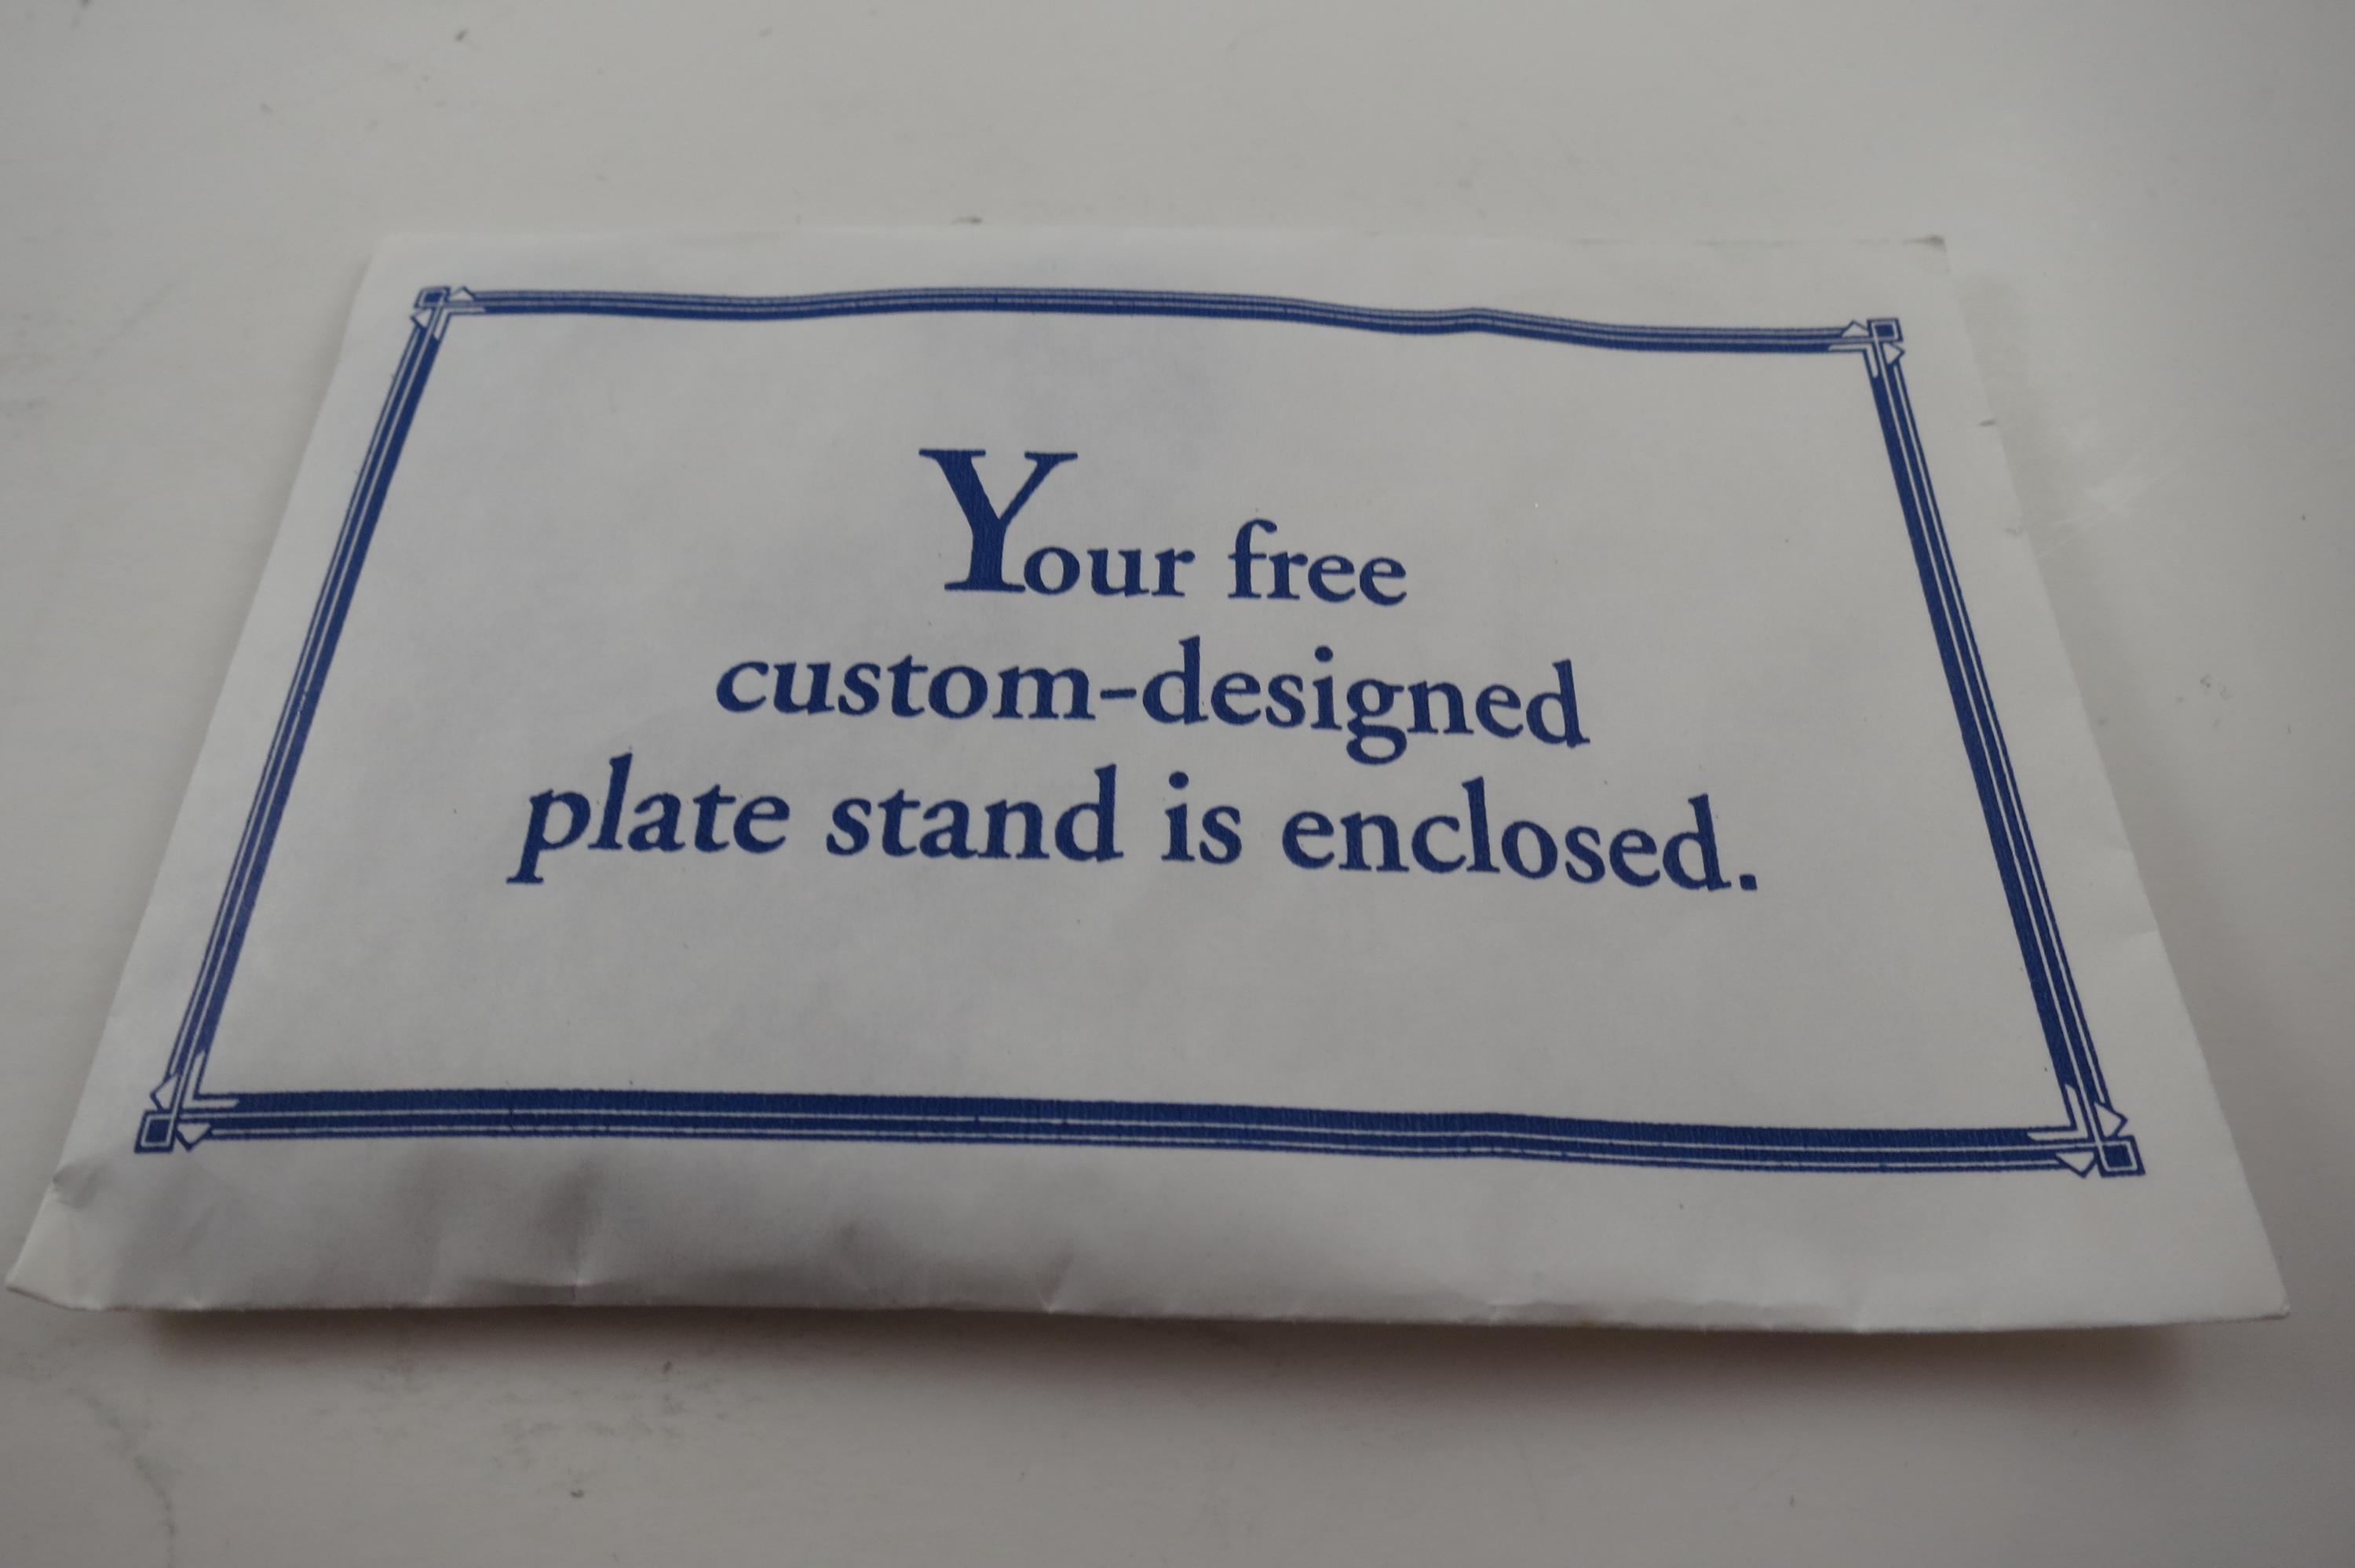 Your free
custom-designed
plate stand is enclosed.